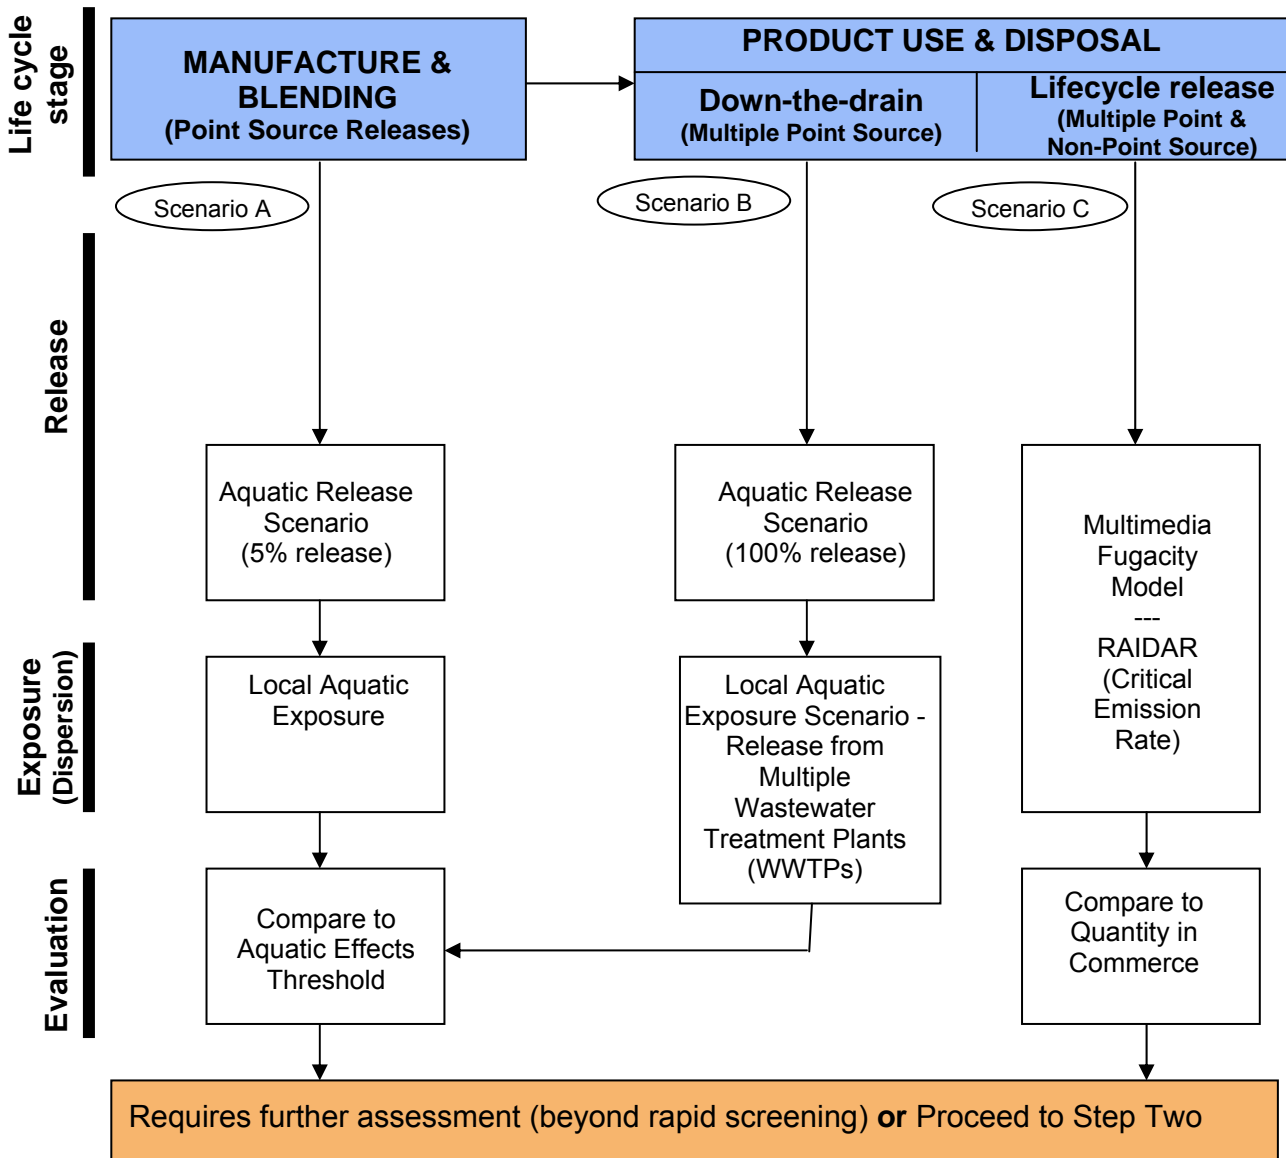 Life cycle
stage
MANUFACTURE &
BLENDING
(Point Source Releases)
PRODUCT USE & DISPOSAL
Down-the-drain
(Multiple Point Source)
Lifecycle release
(Multiple Point &
Non-Point Source)
Scenario A
Scenario B
Scenario C
Release
Aquatic Release
Scenario
(5% release)
Aquatic Release
Scenario
(100% release)
Multimedia
Fugacity
Model
---
RAIDAR
(Critical
Emission
Rate)
Exposure
(Dispersion)
Local Aquatic
Exposure
Local Aquatic
Exposure Scenario -
Release from
Multiple
Wastewater
Treatment Plants
(WWTPs)
Evaluation
Compare to
Aquatic Effects
Threshold
Compare to
Quantity in
Commerce
Requires further assessment (beyond rapid screening) or Proceed to Step Two